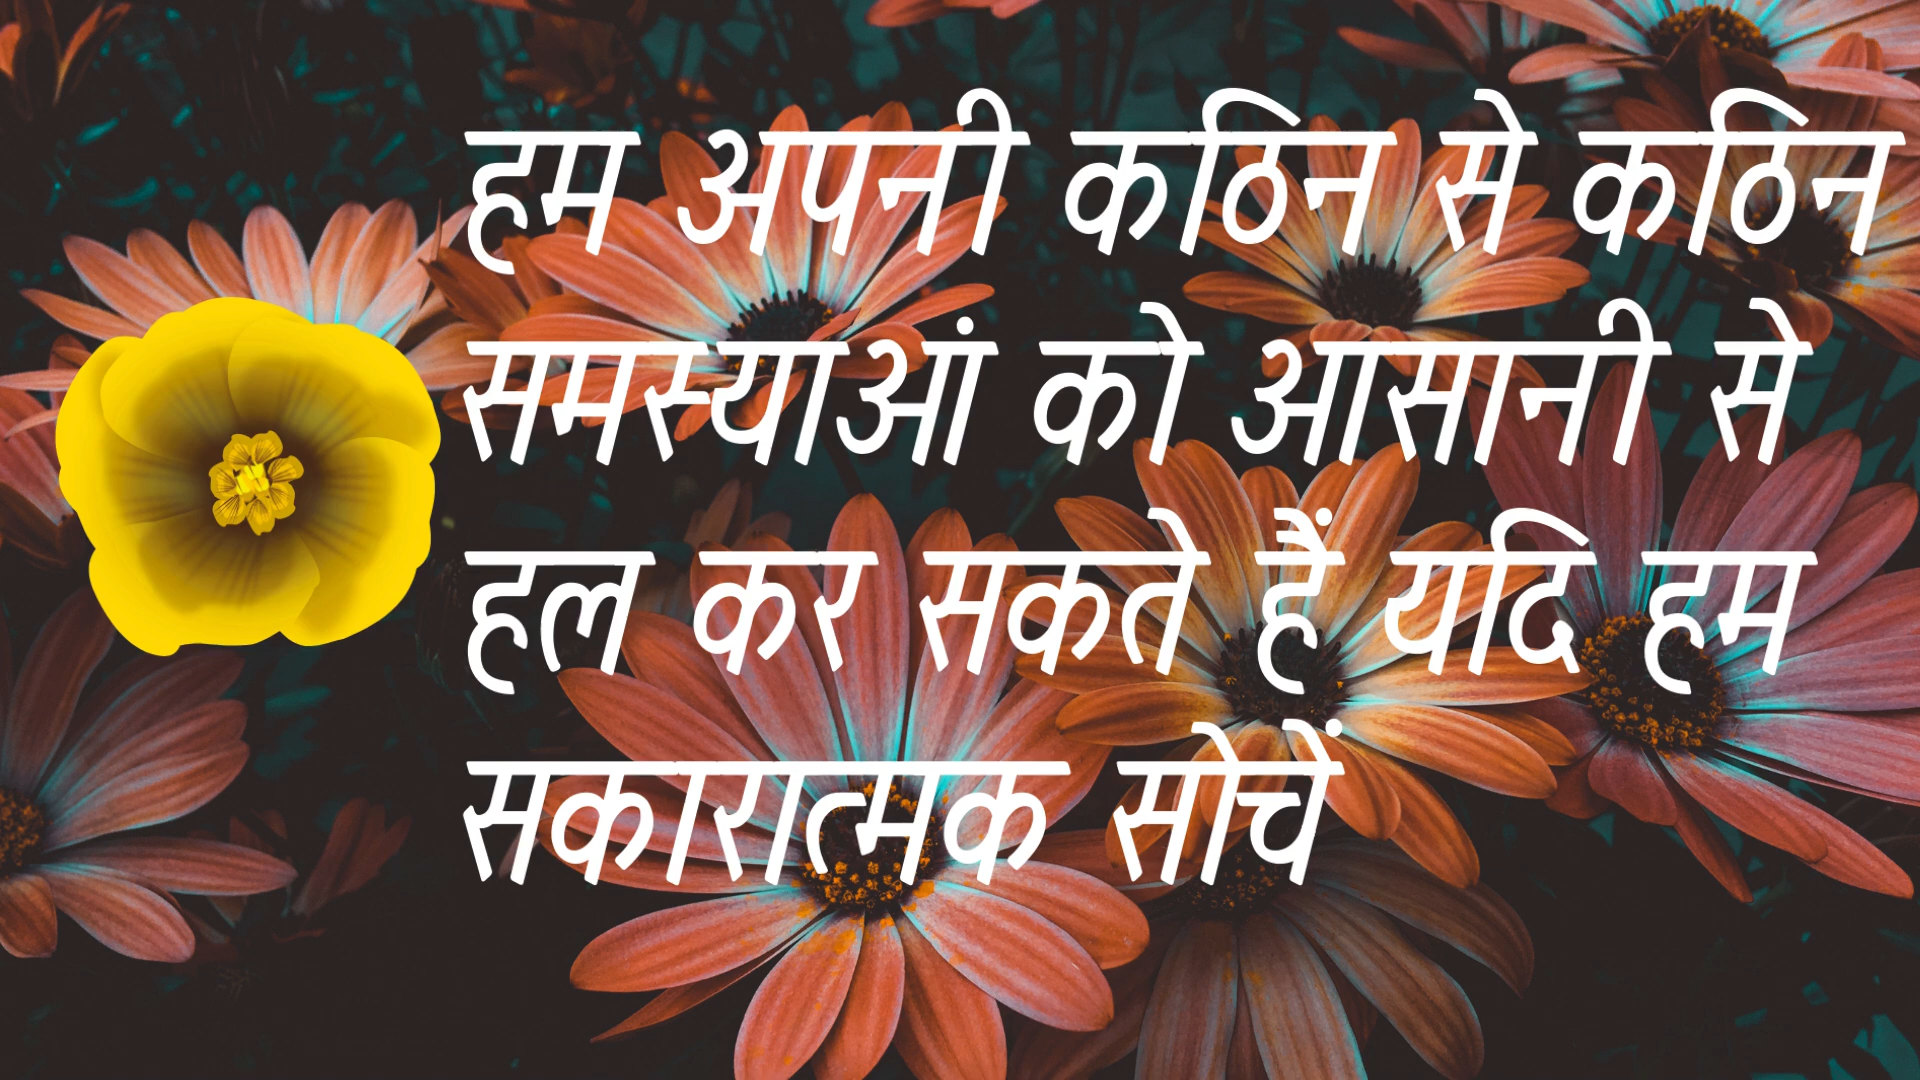 हम अपनी कठिन से कठिन
समस्याआं को आसानी से
हल कर सकते हैं यदि हम
सकारात्मक सोचें